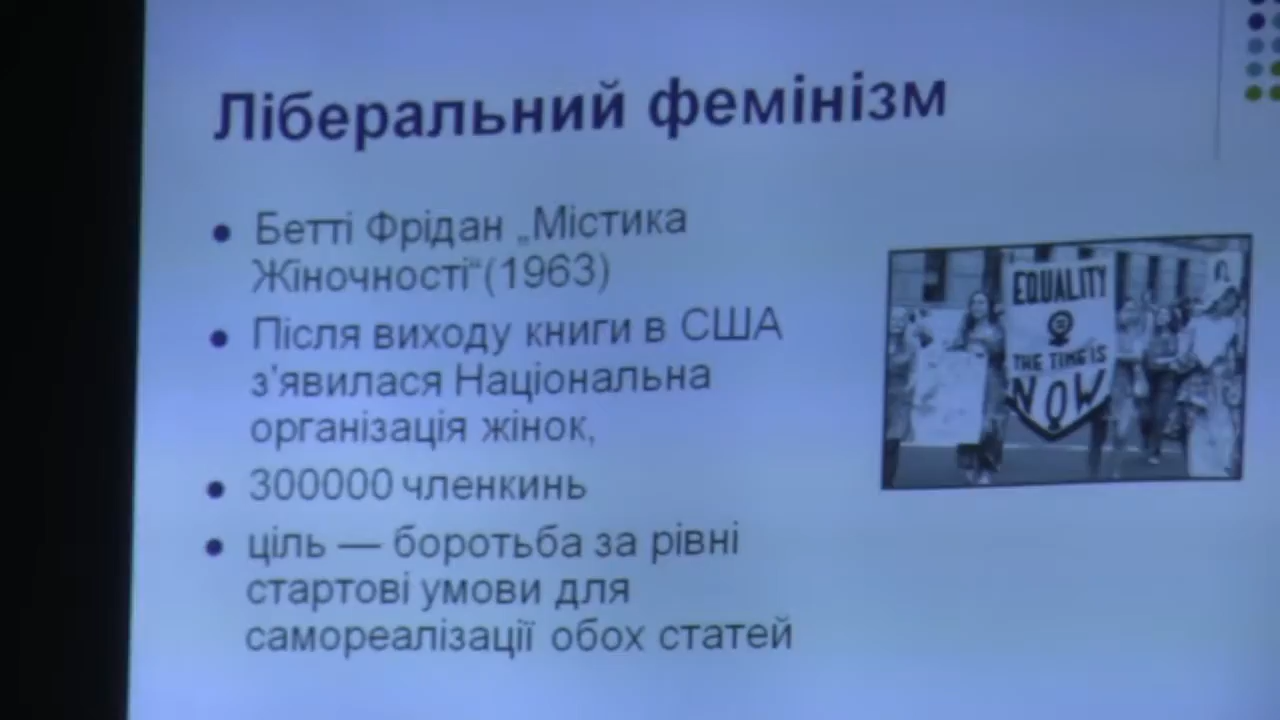 Ліберальний фемінізм
• Бетті Фрідан „Містика
Жіночності“(1963)
• Після виходу книги в США
з'явилася Національна
організація жінок,
• 300000 членкинь
• ціль — боротьба за рівні
стартові умови для
самореалізації обох статей
EQUALITY
THE TIME IS
NOW